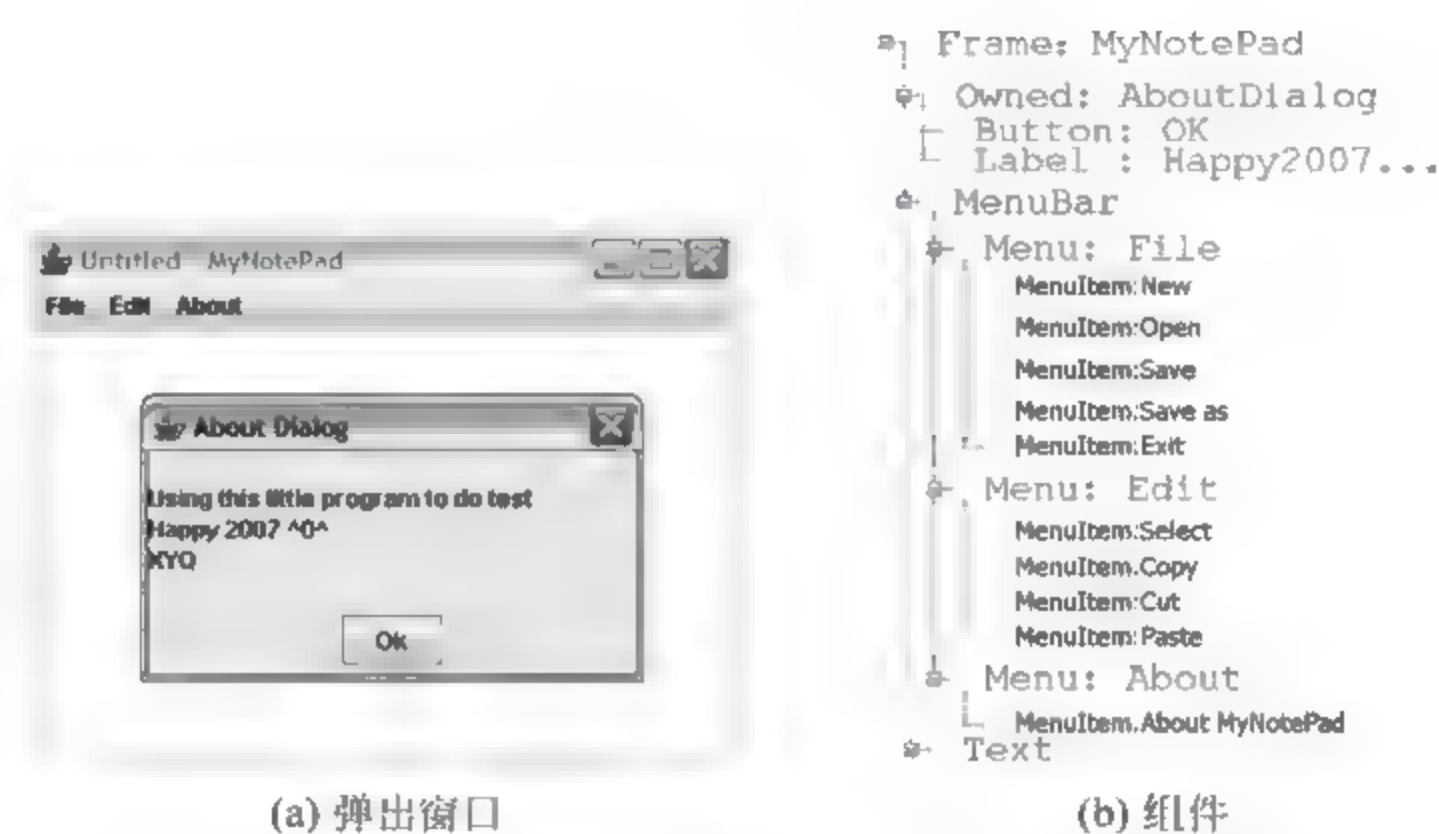 Untitled MyNotePad
File Edit About
About Dialog
Using this little program to do test
Happy 2007 ^0^
XYQ
Ok
(a) 弹出窗口
Frame: MyNotePad
Owned: AboutDialog
Button: OK
Label : Happy2007...
MenuBar
Menu: File
MenuItem:New
MenuItem:Open
MenuItem:Save
MenuItem:Save as
MenuItem:Exit
Menu: Edit
MenuItem:Select
MenuItem.Copy
MenuItem:Cut
MenuItem:Paste
Menu: About
MenuItem.About MyNotePad
Text
(b) 组件